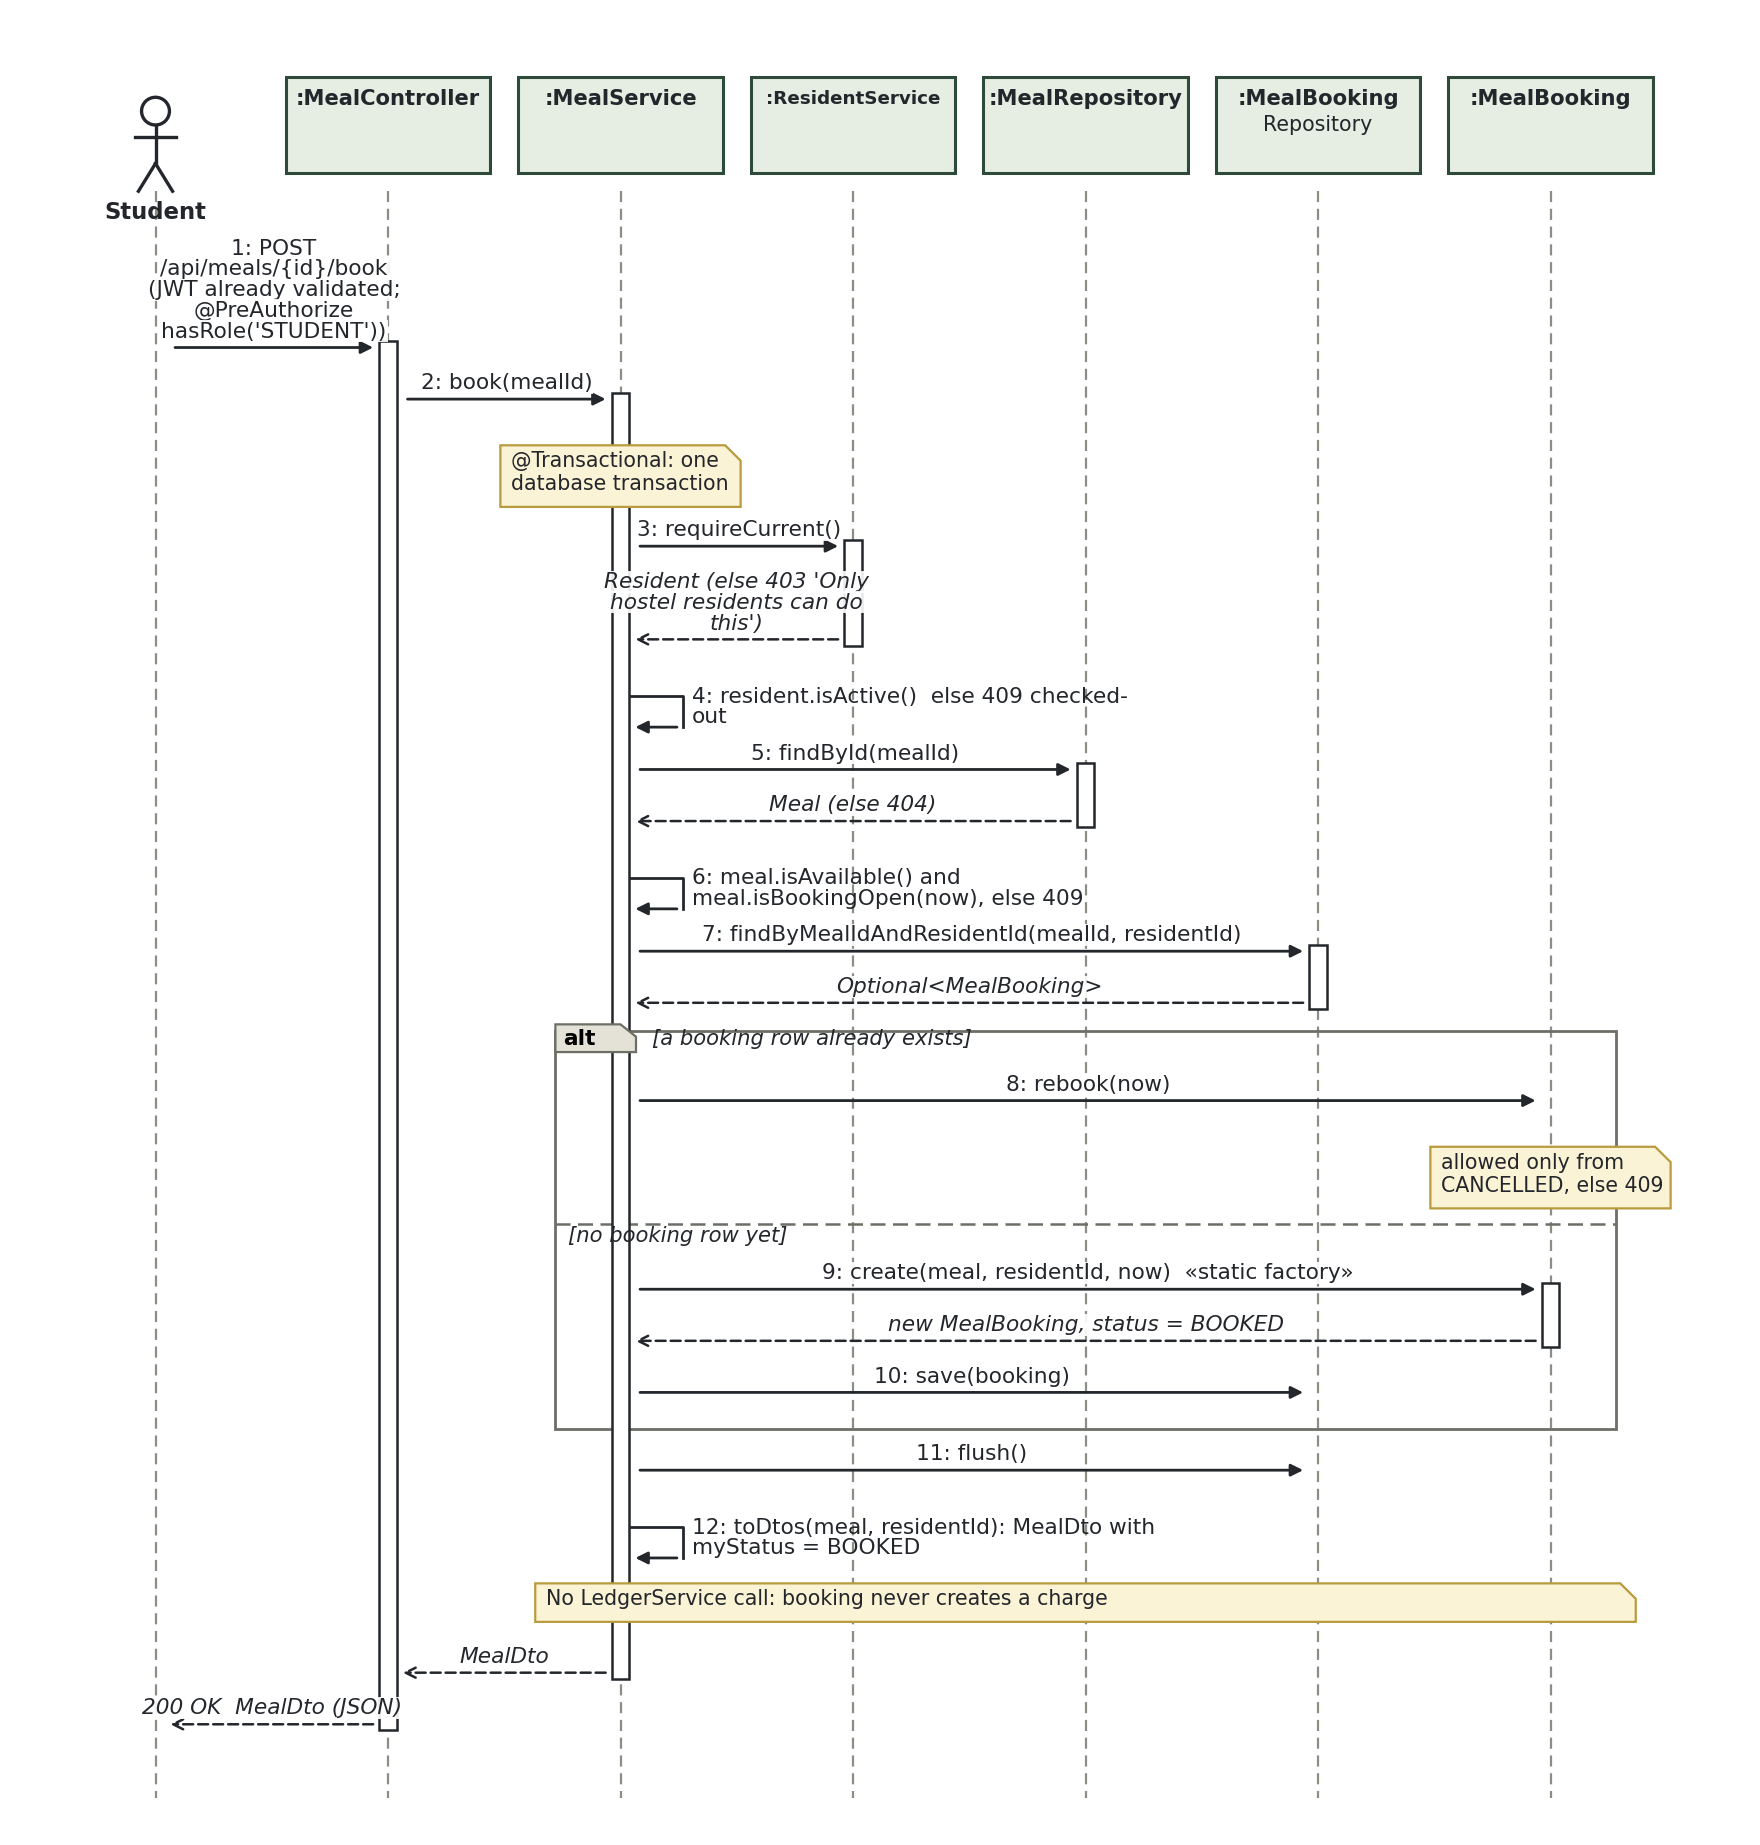 :MealController
:MealService
:ResidentService
:MealRepository
:MealBooking
Repository
:MealBooking
Student
1: POST
/api/meals/{id}/book
(JWT already validated;
@PreAuthorize
hasRole('STUDENT'))
2: book(mealId)
@Transactional: one
database transaction
3: requireCurrent()
Resident (else 403 'Only
hostel residents can do
this')
4: resident.isActive()  else 409 checked-
out
5: findById(mealId)
Meal (else 404)
6: meal.isAvailable() and
meal.isBookingOpen(now), else 409
7: findByMealIdAndResidentId(mealId, residentId)
Optional<MealBooking>
alt
[a booking row already exists]
8: rebook(now)
allowed only from
CANCELLED, else 409
[no booking row yet]
9: create(meal, residentId, now)  «static factory»
new MealBooking, status = BOOKED
10: save(booking)
11: flush()
12: toDtos(meal, residentId): MealDto with
myStatus = BOOKED
No LedgerService call: booking never creates a charge
MealDto
200 OK  MealDto (JSON)